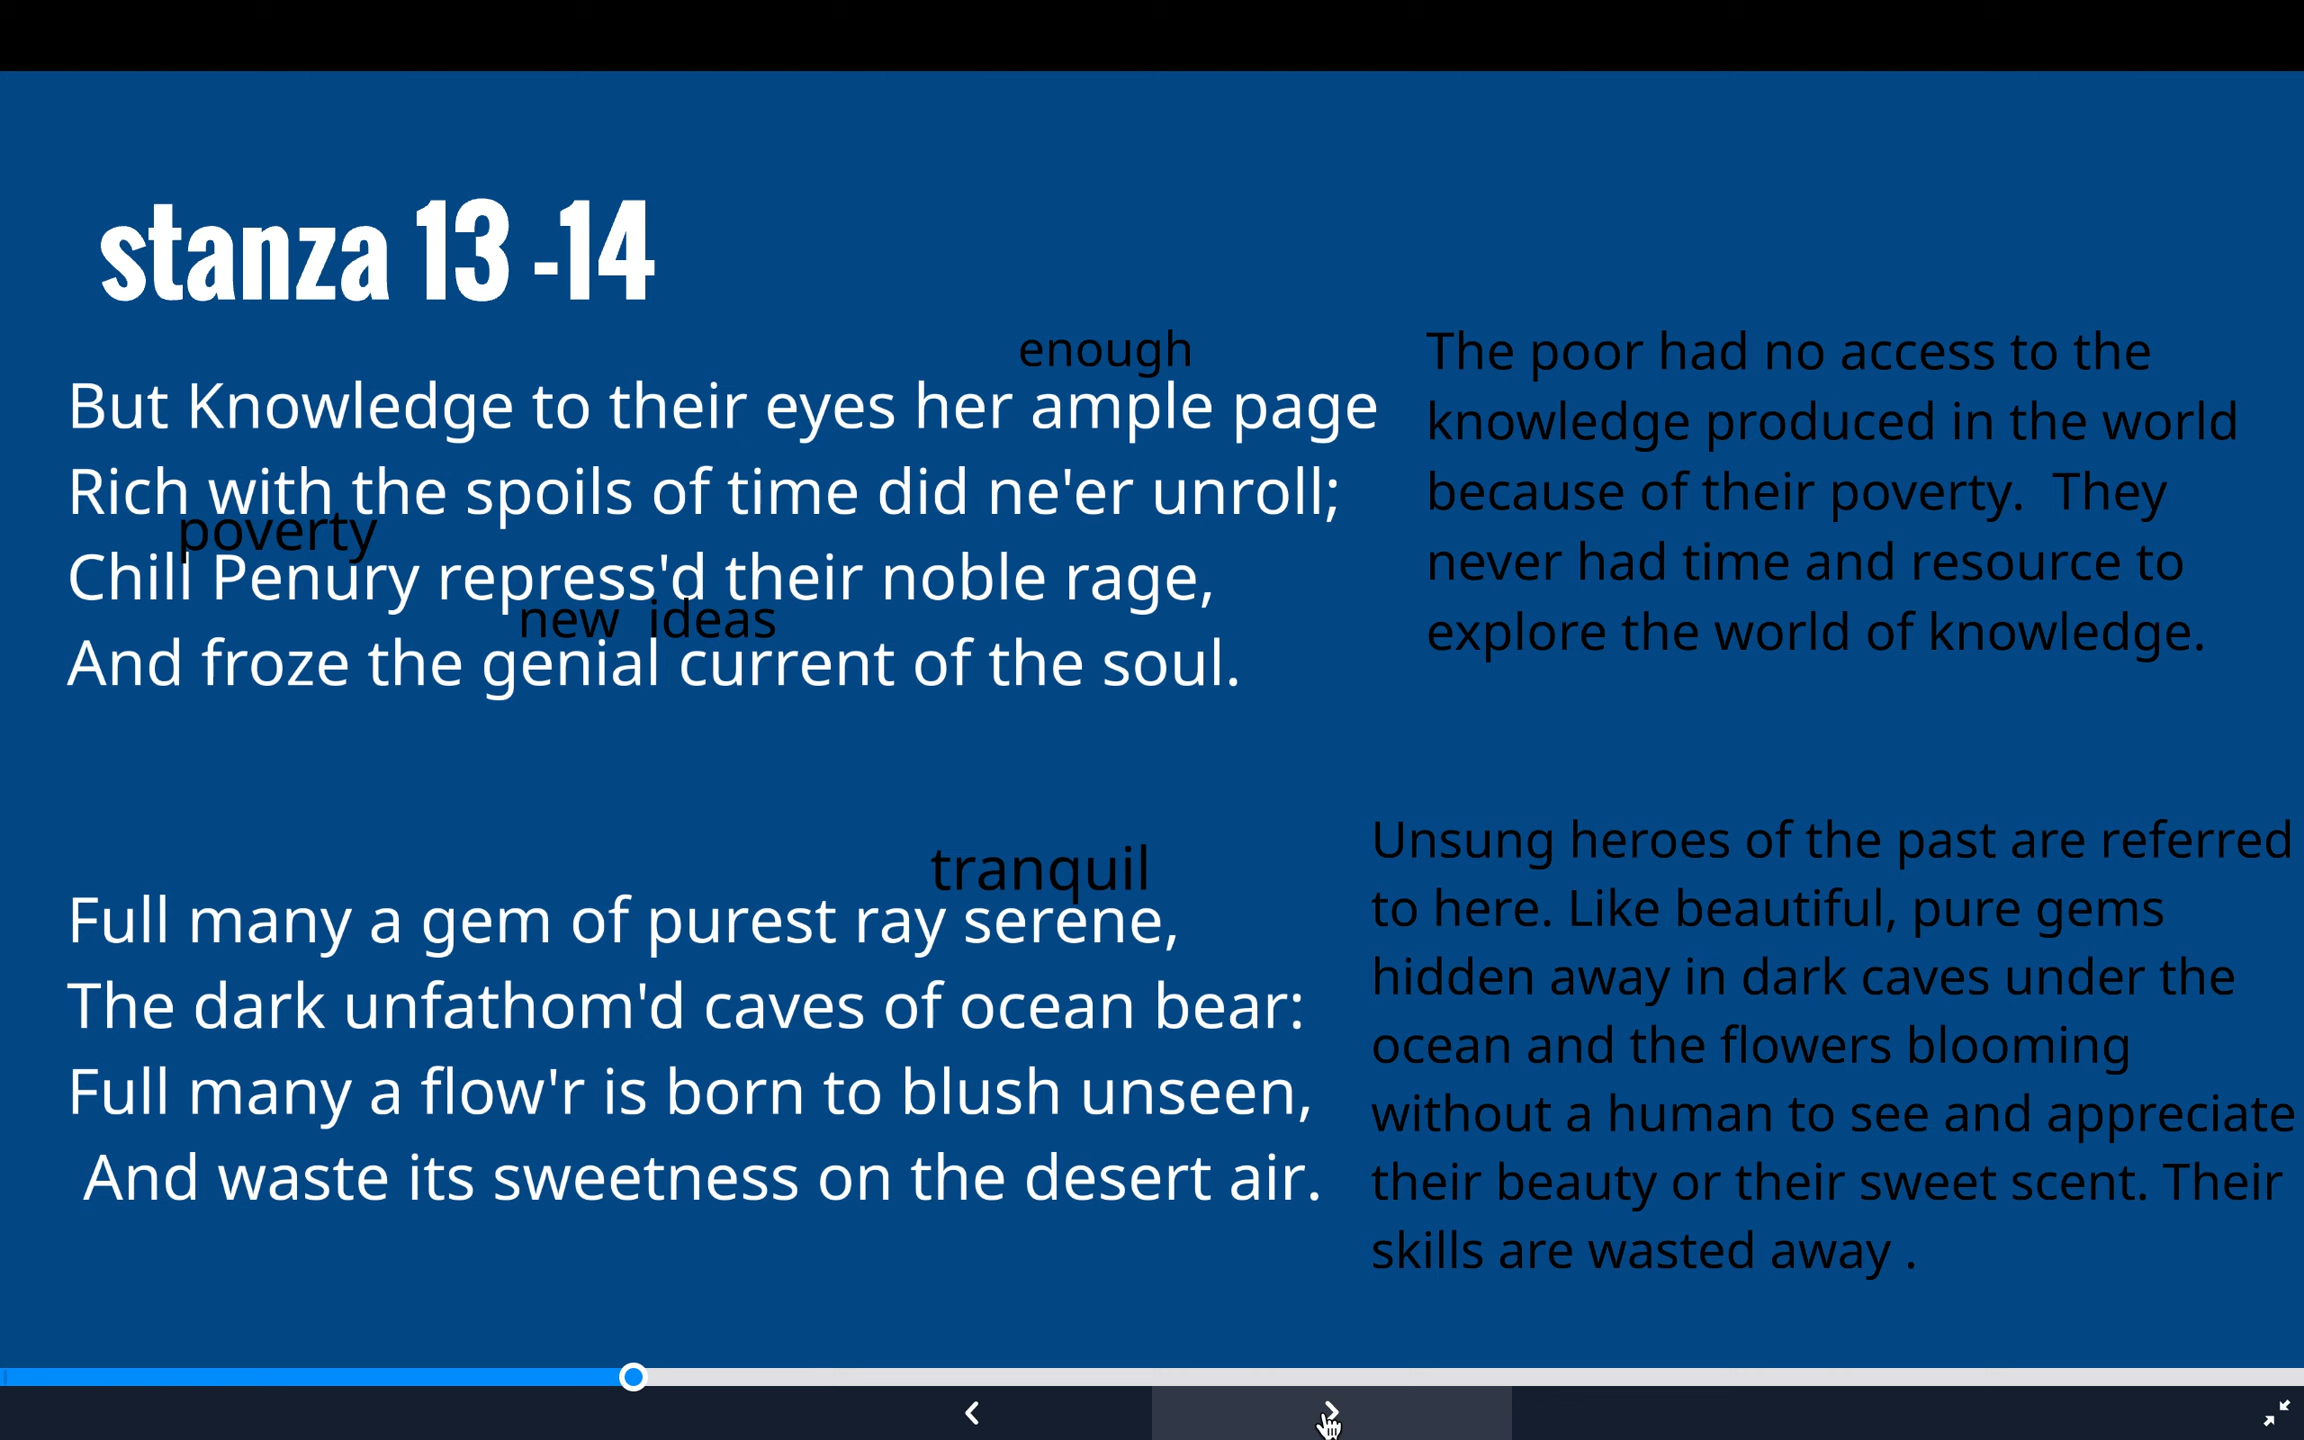 stanza 13 -14
enough
But Knowledge to their eyes her ample page
Rich with the spoils of time did ne'er unroll;
poverty
Chill Penury repress'd their noble rage,
new ideas
And froze the genial current of the soul.
The poor had no access to the
knowledge produced in the world
because of their poverty. They
never had time and resource to
explore the world of knowledge.
tranquil
Full many a gem of purest ray serene,
The dark unfathom'd caves of ocean bear:
Full many a flow'r is born to blush unseen,
And waste its sweetness on the desert air.
Unsung heroes of the past are referred
to here. Like beautiful, pure gems
hidden away in dark caves under the
ocean and the flowers blooming
without a human to see and appreciate
their beauty or their sweet scent. Their
skills are wasted away .